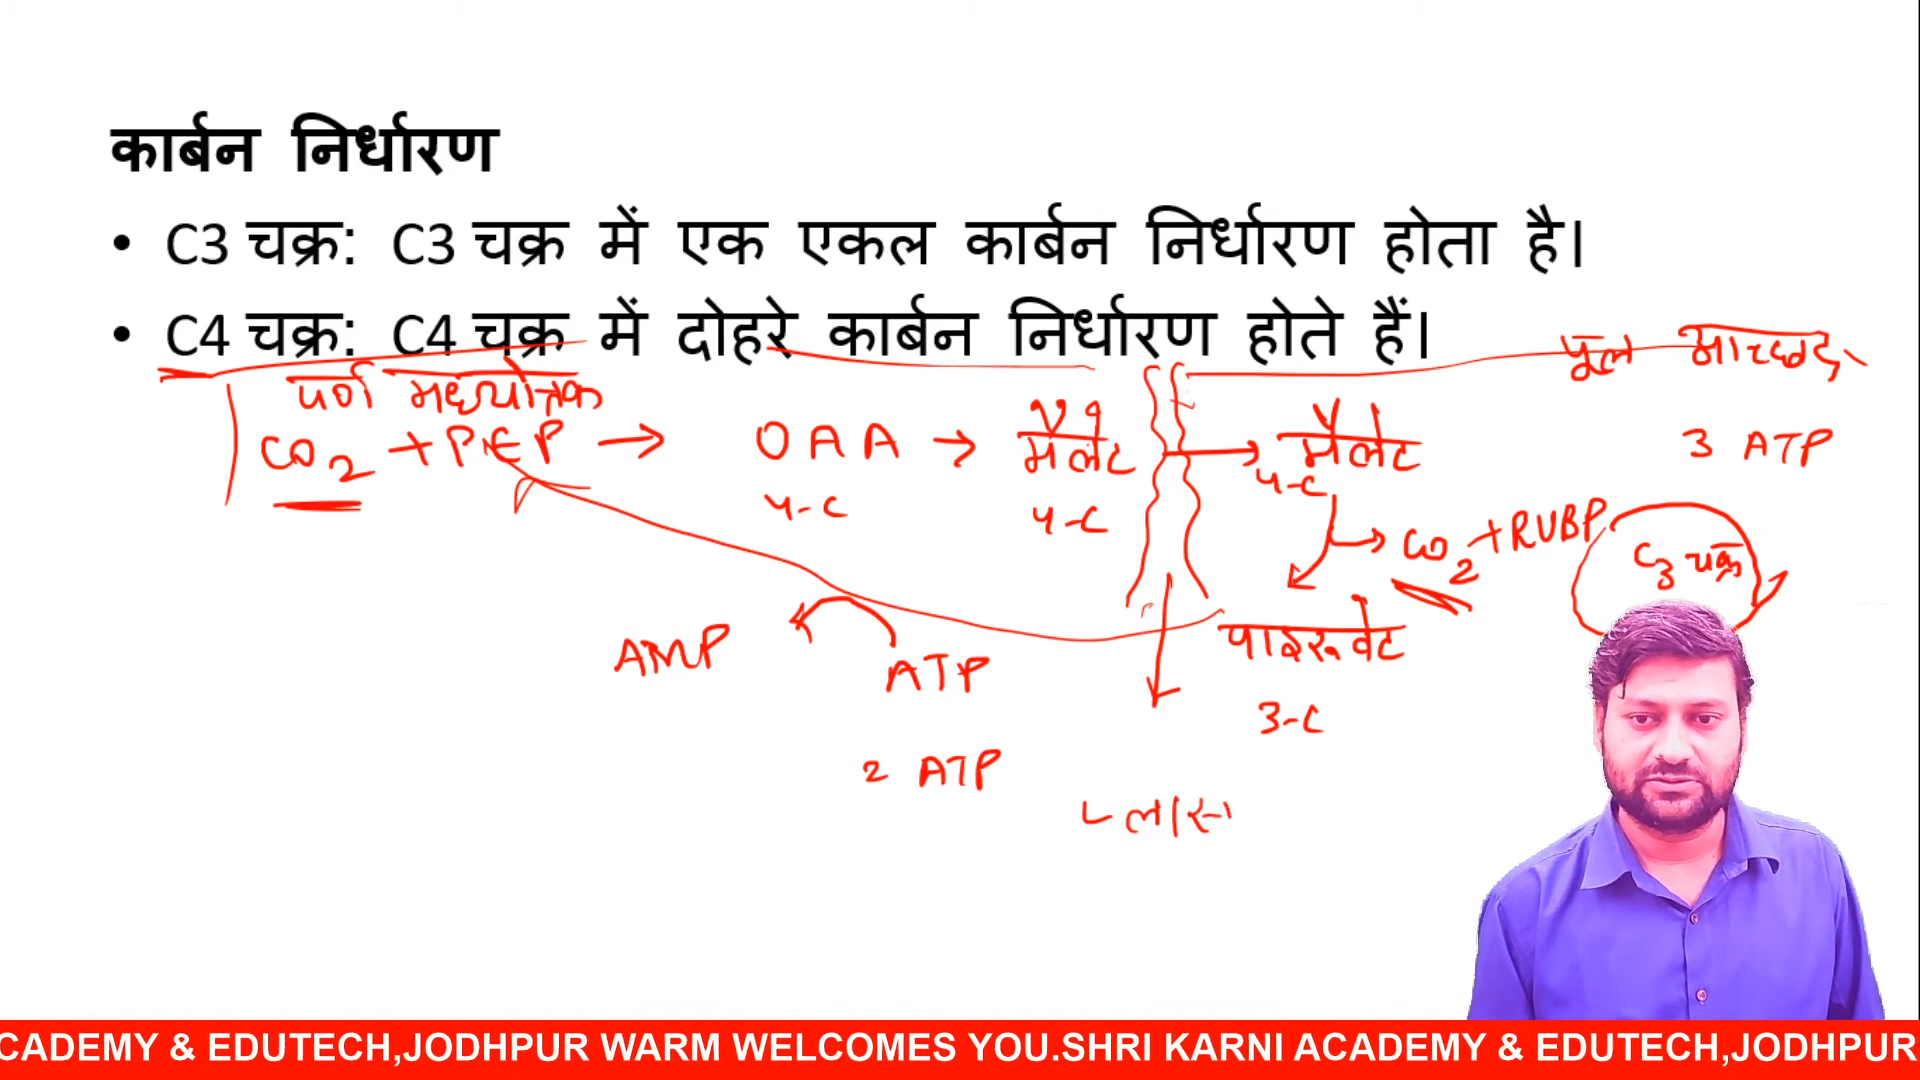 कार्बन निर्धारण
• C3 चक्र: C3 चक्र में एक एकल कार्बन निर्धारण होता है।
• C4 चक्र: C4 चक्र में दोहरे कार्बन निर्धारण होते हैं।
पूल आच्छद
पर्ण मध्योत्तक
CO2 + PEP → OAA → मैलेट → मैलेट 3 ATP
4-C 4-C 4-C
CO2 + RUBP C3 चक्र
AMP ATP पाइरूवेट
3-C
2 ATP
CADEMY & EDUTECH,JODHPUR WARM WELCOMES YOU.SHRI KARNI ACADEMY & EDUTECH,JODHPUR